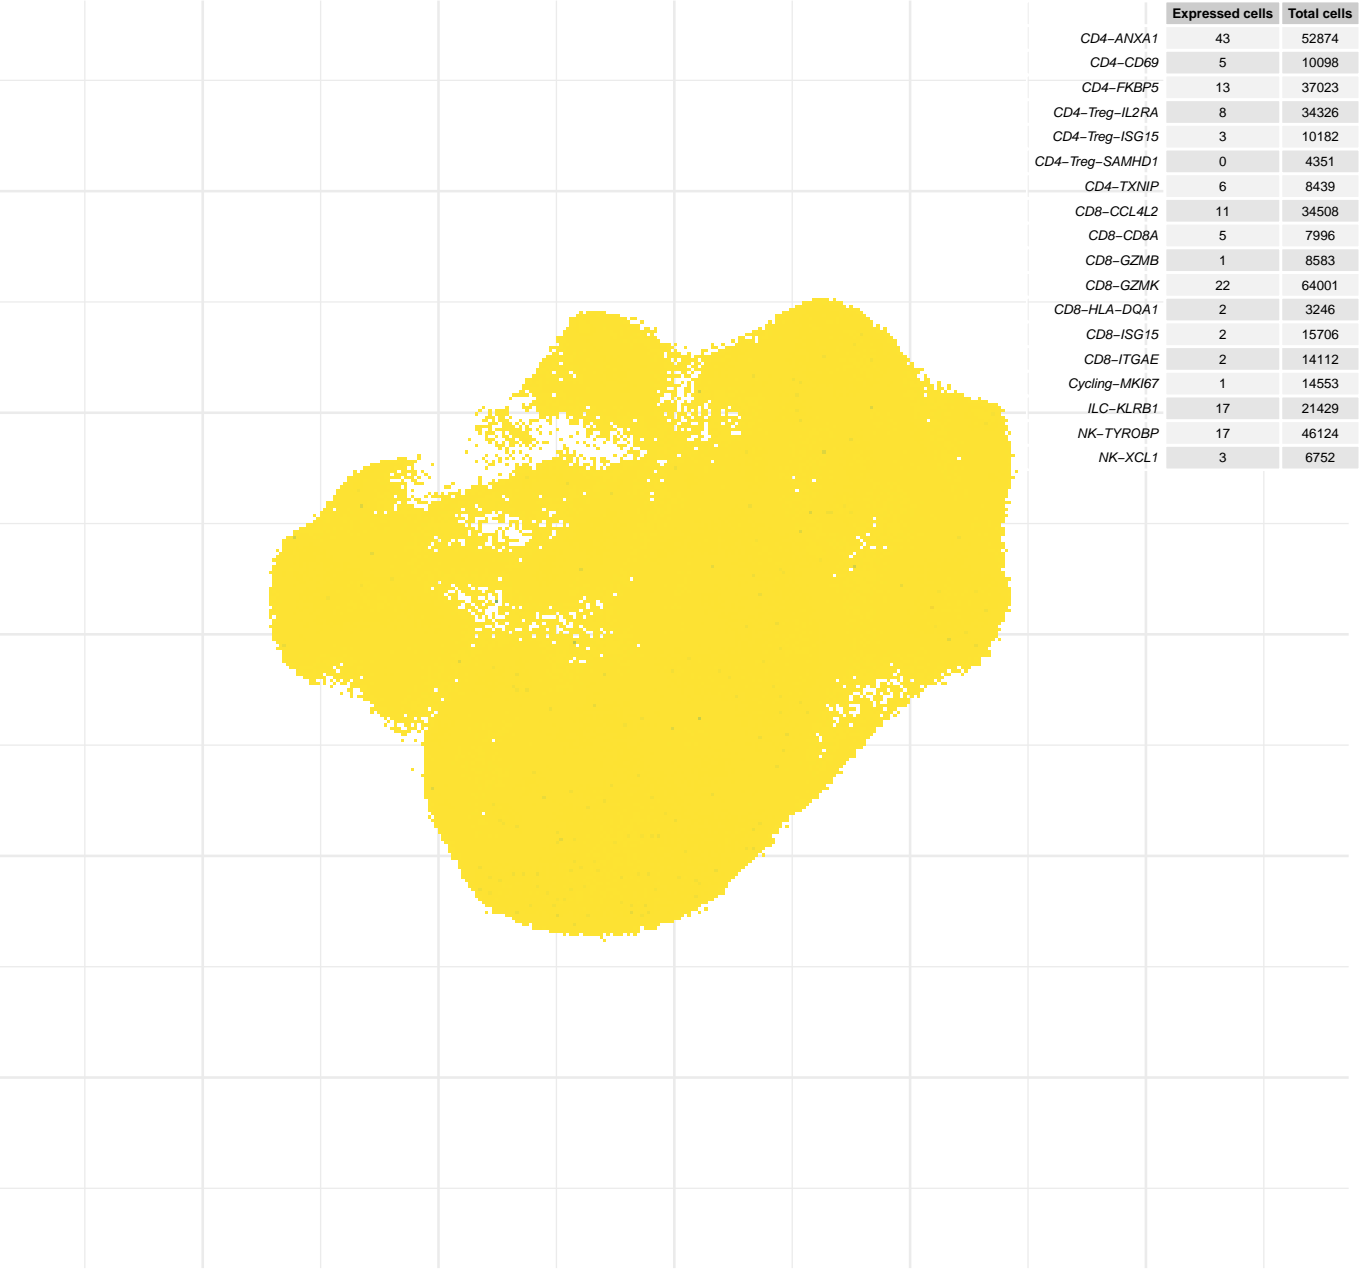 Expressed cells Total cells
CD4−ANXA1 43 52874
CD4−CD69 5 10098
CD4−FKBP5 13 37023
CD4−Treg−IL2RA 8 34326
CD4−Treg−ISG15 3 10182
CD4−Treg−SAMHD1 0 4351
CD4−TXNIP 6 8439
CD8−CCL4L2 11 34508
CD8−CD8A 5 7996
CD8−GZMB 1 8583
CD8−GZMK 22 64001
CD8−HLA−DQA1 2 3246
CD8−ISG15 2 15706
CD8−ITGAE 2 14112
Cycling−MKI67 1 14553
ILC−KLRB1 17 21429
NK−TYROBP 17 46124
NK−XCL1 3 6752